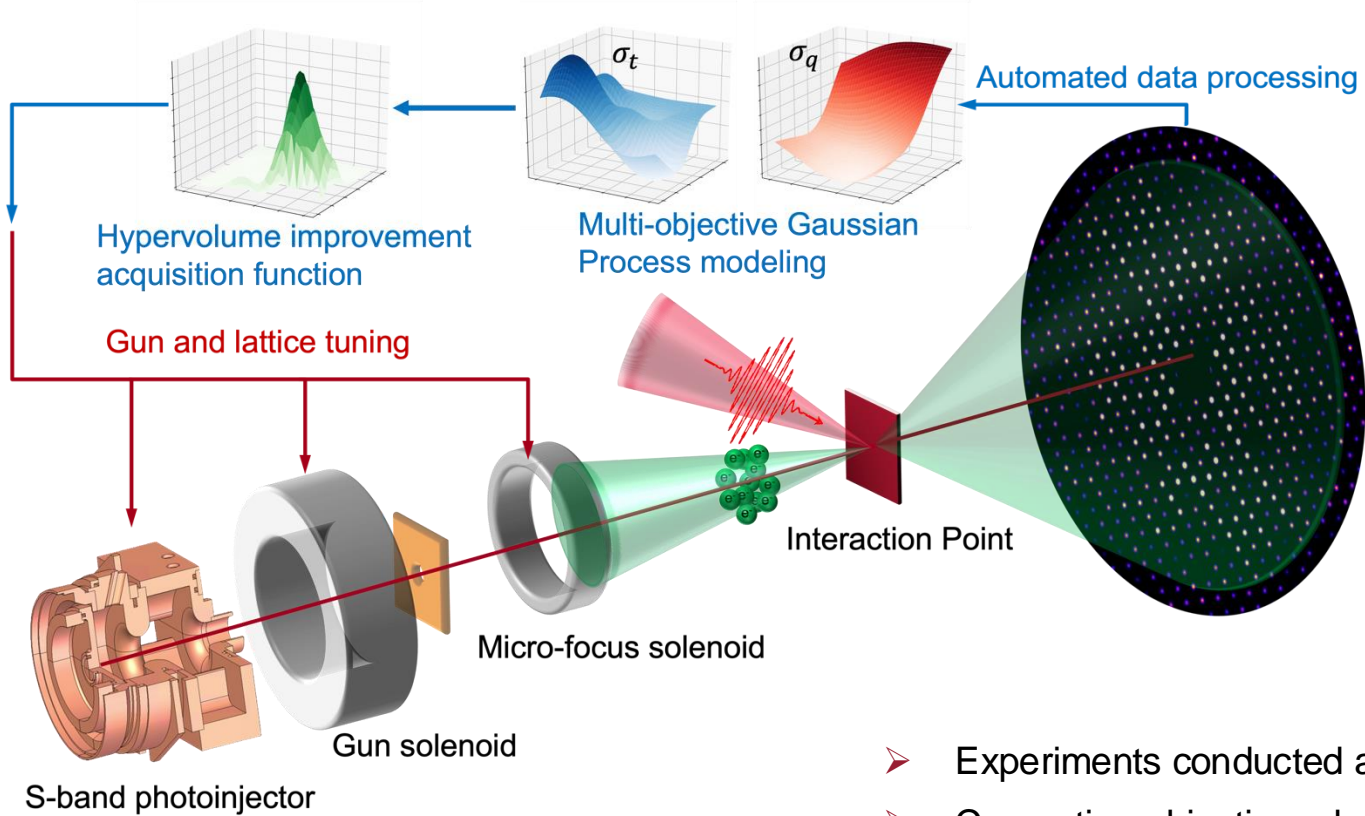 σt
σq
Automated data processing
Hypervolume improvement
acquisition function
Multi-objective Gaussian
Process modeling
Gun and lattice tuning
e⁻
e⁻
e⁻
e⁻
e⁻
e⁻
e⁻
e⁻
Interaction Point
Micro-focus solenoid
Gun solenoid
S-band photoinjector
➢ Experiments conducted a